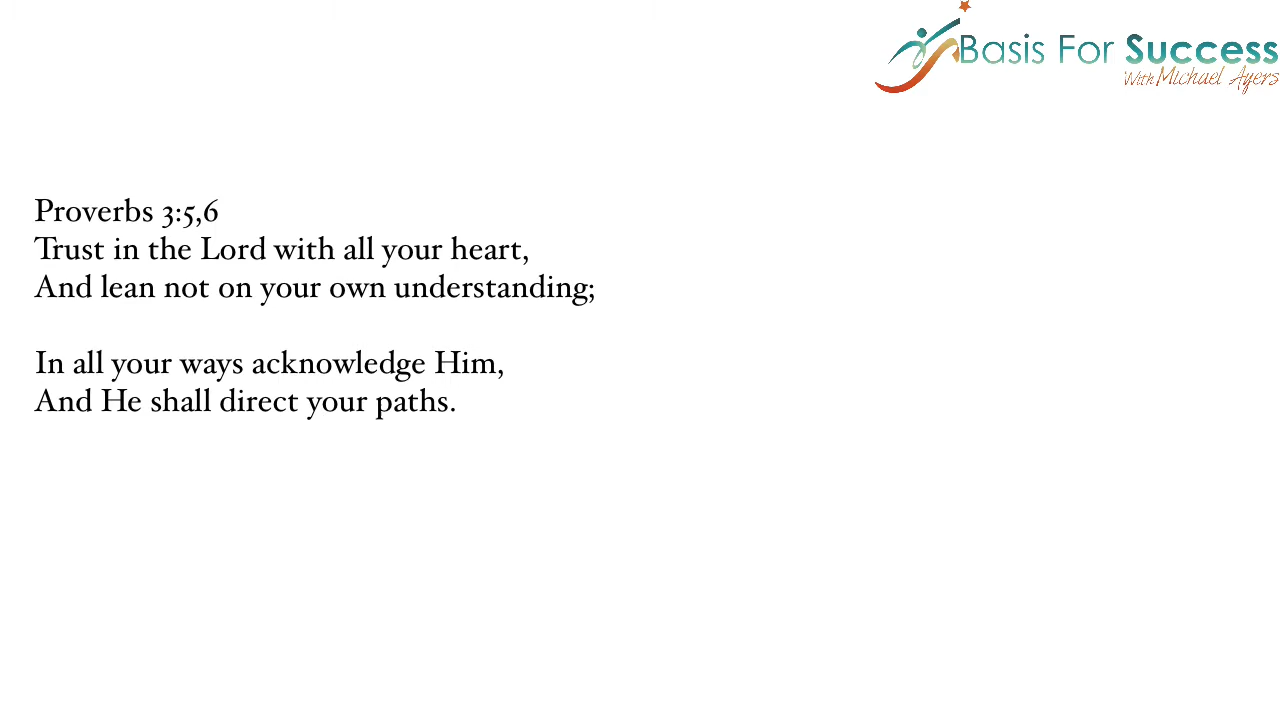 Basis For Success
With Michael Ayers
Proverbs 3:5,6
Trust in the Lord with all your heart,
And lean not on your own understanding;
In all your ways acknowledge Him,
And He shall direct your paths.